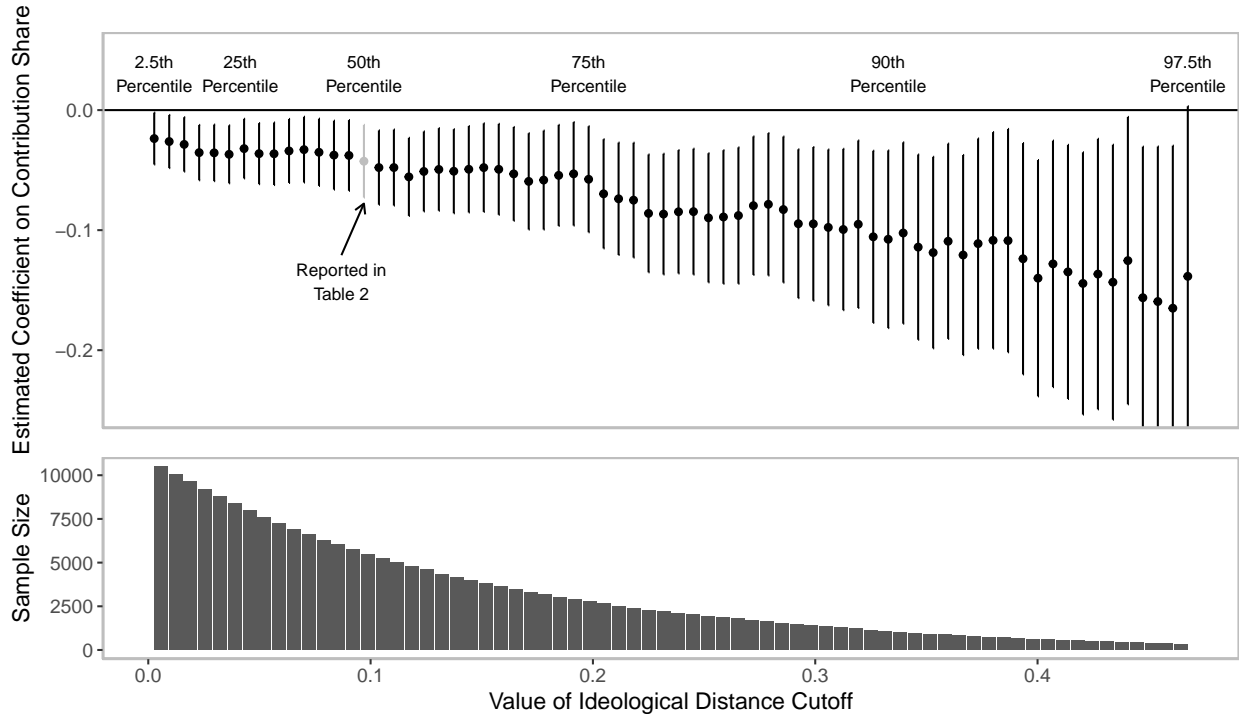 Estimated Coefficient on Contribution Share
2.5th
Percentile
25th
Percentile
50th
Percentile
75th
Percentile
90th
Percentile
97.5th
Percentile
0.0
−0.1
−0.2
Reported in
Table 2
Sample Size
10000
7500
5000
2500
0
0.0
0.1
0.2
0.3
0.4
Value of Ideological Distance Cutoff